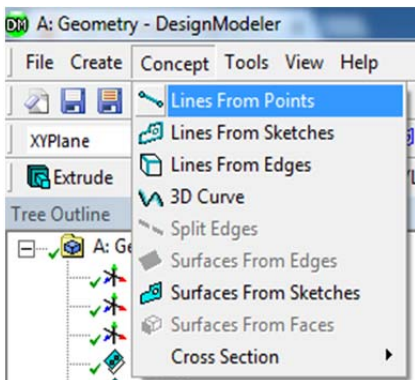 DM A: Geometry - DesignModeler
File Create Concept Tools View Help
Lines From Points
XYPlane Lines From Sketches
Lines From Edges
Extrude
3D Curve
Tree Outline
Split Edges
A: Ge
Surfaces From Edges
Surfaces From Sketches
Surfaces From Faces
Cross Section